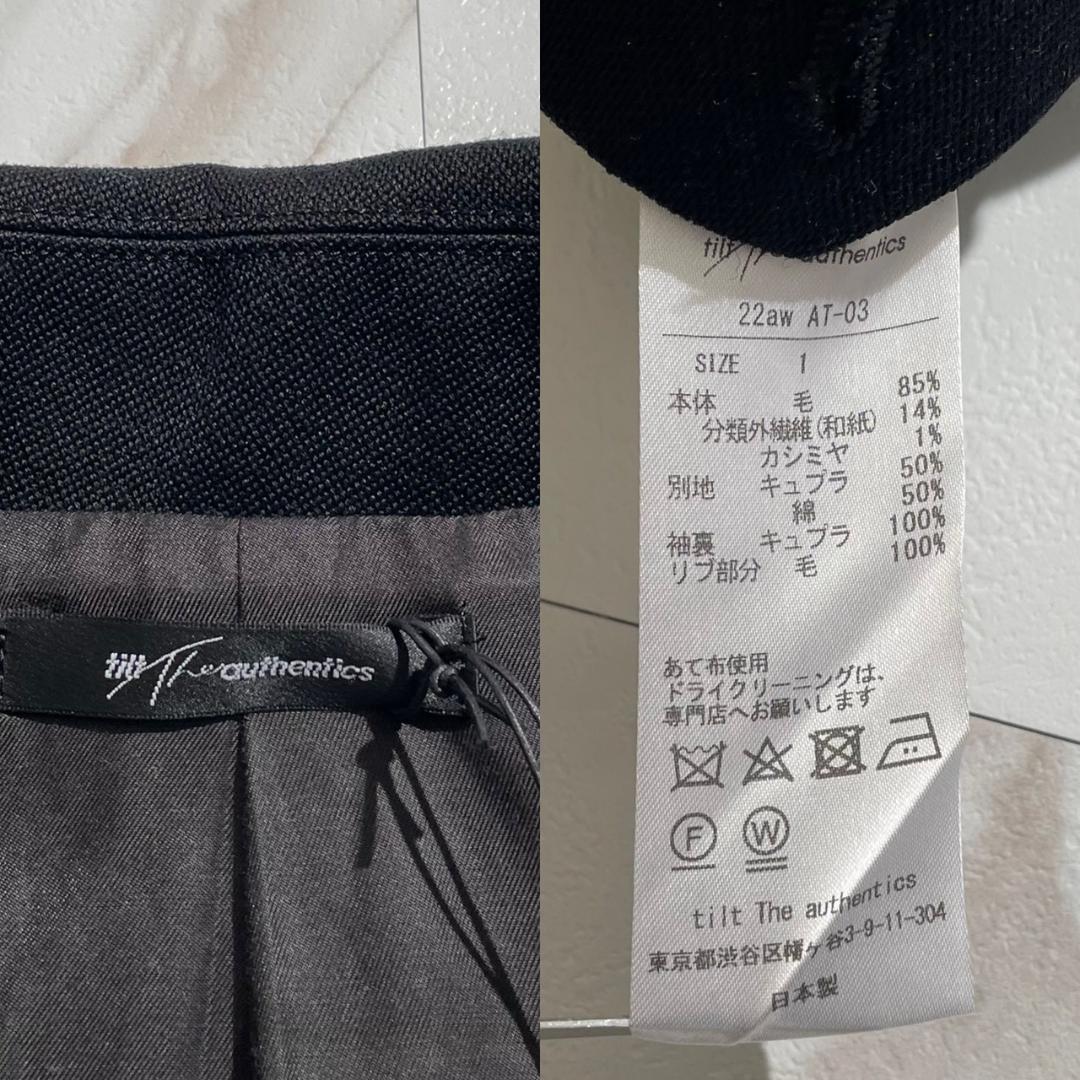 tilt The authentics
tilt The authentics
22aw AT-03
SIZE 1
本体 毛 85%
分類外繊維(和紙) 14%
カシミヤ 1%
別地 キュプラ 50%
綿 50%
袖裏 キュプラ 100%
リブ部分 毛 100%
あて布使用
ドライクリーニングは、
専門店へお願いします
F W
tilt The authentics
東京都渋谷区幡ヶ谷3-9-11-304
日本製